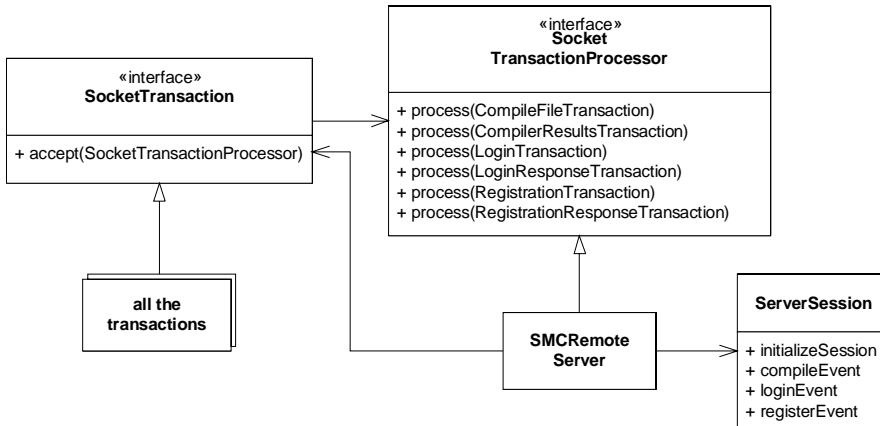 «interface»
SocketTransaction
+ accept(SocketTransactionProcessor)
«interface»
Socket
TransactionProcessor
+ process(CompileFileTransaction)
+ process(CompilerResultsTransaction)
+ process(LoginTransaction)
+ process(LoginResponseTransaction)
+ process(RegistrationTransaction)
+ process(RegistrationResponseTransaction)
all the
transactions
SMCRemote
Server
ServerSession
+ initializeSession
+ compileEvent
+ loginEvent
+ registerEvent